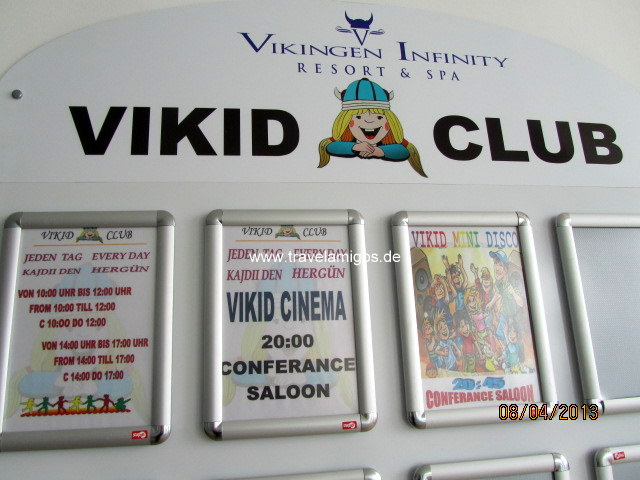 VIKINGEN INFINITY
RESORT & SPA
VIKID CLUB
VIKID CLUB
JEDEN TAG EVERY DAY
KAJDII DEN HERGÜN
VON 10:00 UHR BIS 12:00 UHR
FROM 10:00 TILL 12:00
C 10:00 DO 12:00
VON 14:00 UHR BIS 17:00 UHR
FROM 14:00 TILL 17:00
C 14:00 DO 17:00
VIKID CLUB
JEDEN TAG EVERY DAY
KAJDII DEN HERGÜN
VIKID CINEMA
20:00
CONFERANCE
SALOON
VIKID MINI DISCO
20:45
CONFERANCE SALOON
www.travelamigos.de
08/04/2013